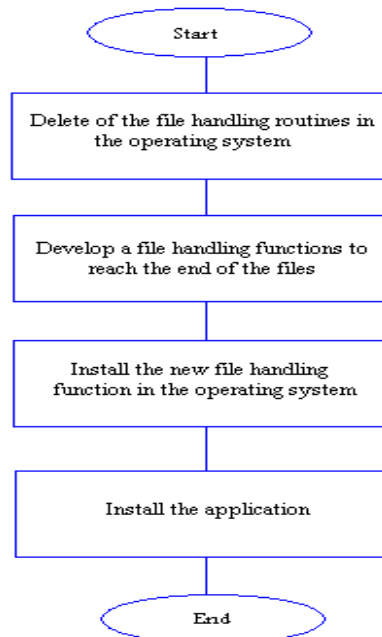 Start
Delete of the file handling routines in
the operating system
Develop a file handling functions to
reach the end of the files
Install the new file handling
function in the operating system
Install the application
End